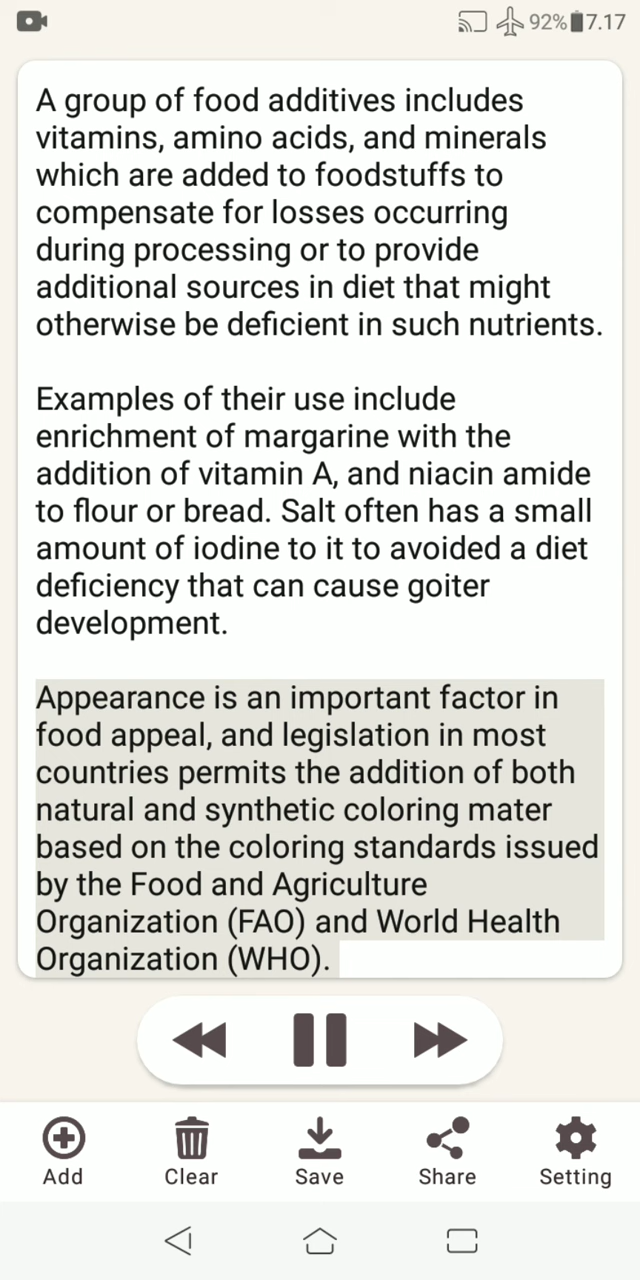 92% 7.17
A group of food additives includes
vitamins, amino acids, and minerals
which are added to foodstuffs to
compensate for losses occurring
during processing or to provide
additional sources in diet that might
otherwise be deficient in such nutrients.
Examples of their use include
enrichment of margarine with the
addition of vitamin A, and niacin amide
to flour or bread. Salt often has a small
amount of iodine to it to avoided a diet
deficiency that can cause goiter
development.
Appearance is an important factor in
food appeal, and legislation in most
countries permits the addition of both
natural and synthetic coloring mater
based on the coloring standards issued
by the Food and Agriculture
Organization (FAO) and World Health
Organization (WHO).
Add Clear Save Share Setting